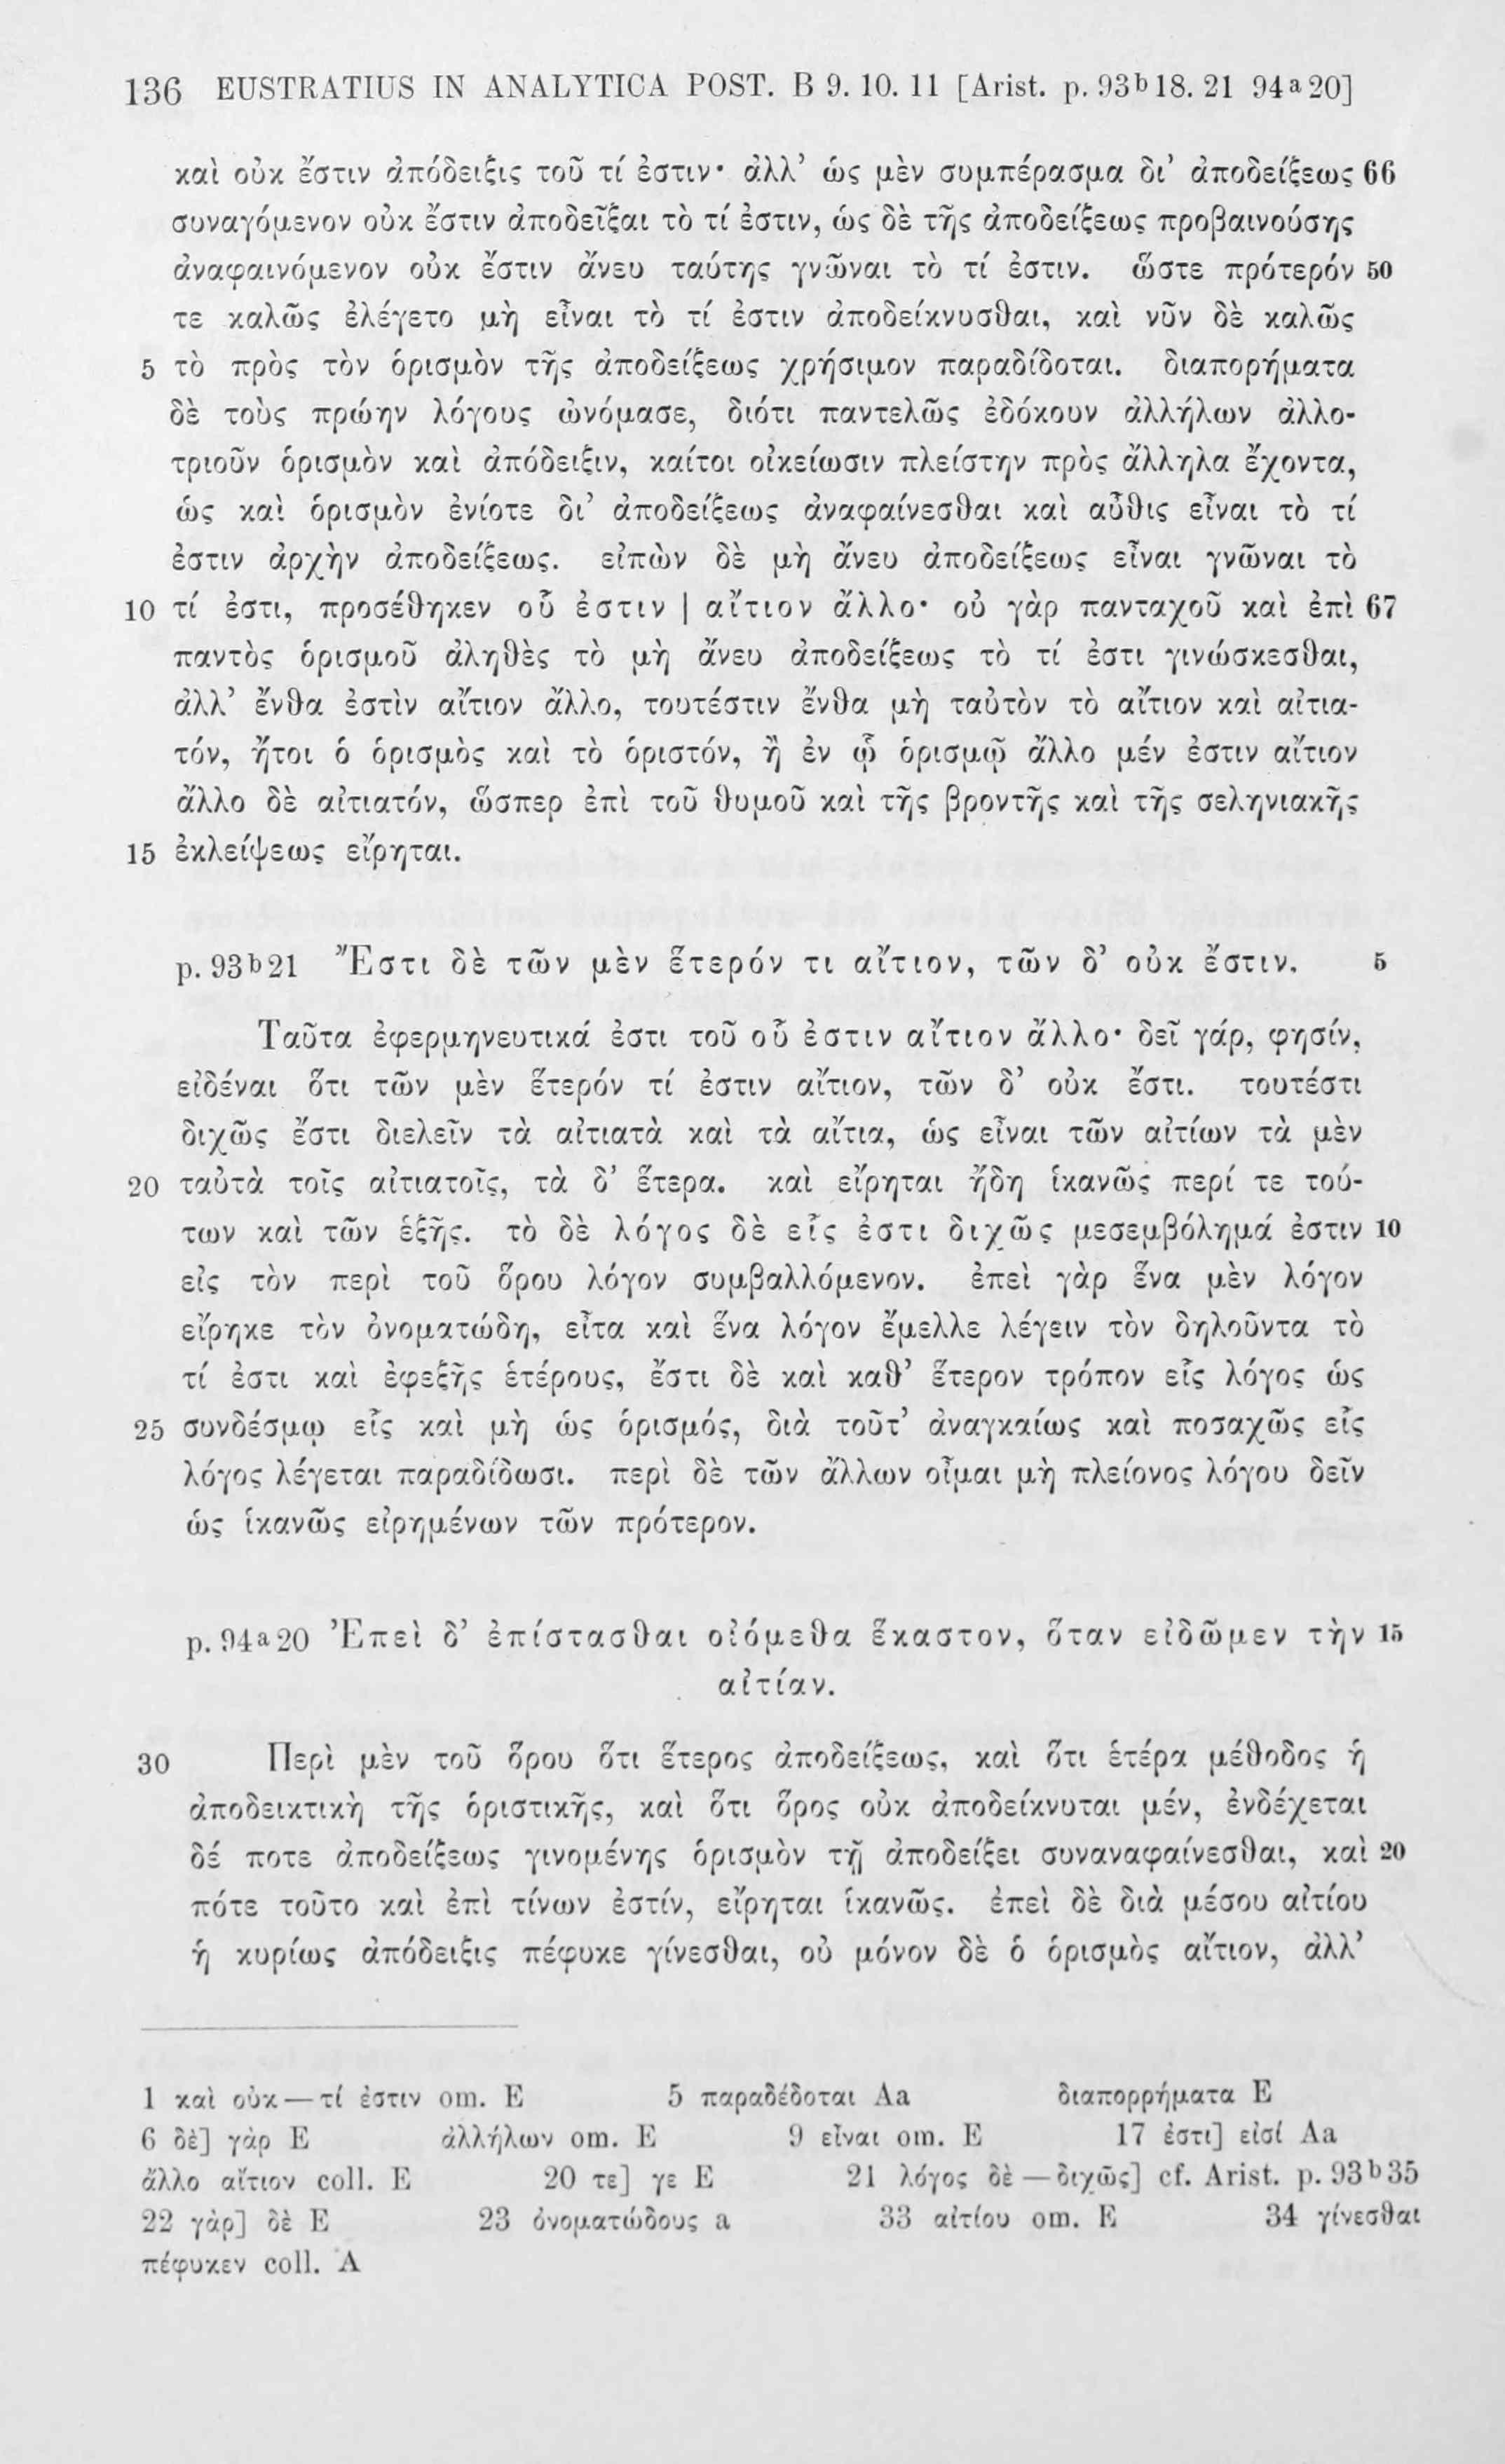 136 EUSTRATIUS IN ANALYTICA POST. B 9. 10. 11 [Arist. p. 93b18. 21 94a20]
καὶ οὐκ ἔστιν ἀπόδειξις τοῦ τί ἐστιν· ἀλλ’ ὡς μὲν συμπέρασμα δι’ ἀποδείξεως 66
συναγόμενον οὐκ ἔστιν ἀποδεῖξαι τὸ τί ἐστιν, ὡς δὲ τῆς ἀποδείξεως προβαινούσης
ἀναφαινόμενον οὐκ ἔστιν ἄνευ ταύτης γνῶναι τὸ τί ἐστιν. ὥστε πρότερόν 50
τε καλῶς ἐλέγετο μὴ εἶναι τὸ τί ἐστιν ἀποδείκνυσθαι, καὶ νῦν δὲ καλῶς
5 τὸ πρὸς τὸν ὁρισμὸν τῆς ἀποδείξεως χρήσιμον παραδίδοται. διαπορήματα
δὲ τοὺς πρώην λόγους ὠνόμασε, διότι παντελῶς ἐδόκουν ἀλλήλων ἀλλο-
τριοῦν ὁρισμὸν καὶ ἀπόδειξιν, καίτοι οἰκείωσιν πλείστην πρὸς ἄλληλα ἔχοντα,
ὡς καὶ ὁρισμὸν ἐνίοτε δι’ ἀποδείξεως ἀναφαίνεσθαι καὶ αὖθις εἶναι τὸ τί
ἐστιν ἀρχὴν ἀποδείξεως. εἰπὼν δὲ μὴ ἄνευ ἀποδείξεως εἶναι γνῶναι τὸ
10 τί ἐστι, προσέθηκεν οὗ ἐστιν | αἴτιον ἄλλο· οὐ γὰρ πανταχοῦ καὶ ἐπὶ 67
παντὸς ὁρισμοῦ ἀληθὲς τὸ μὴ ἄνευ ἀποδείξεως τὸ τί ἐστι γινώσκεσθαι,
ἀλλ’ ἔνθα ἐστὶν αἴτιον ἄλλο, τουτέστιν ἔνθα μὴ ταὐτὸν τὸ αἴτιον καὶ αἰτια-
τόν, ἤτοι ὁ ὁρισμὸς καὶ τὸ ὁριστόν, ἢ ἐν ᾧ ὁρισμῷ ἄλλο μέν ἐστιν αἴτιον
ἄλλο δὲ αἰτιατόν, ὥσπερ ἐπὶ τοῦ θυμοῦ καὶ τῆς βροντῆς καὶ τῆς σεληνιακῆς
15 ἐκλείψεως εἴρηται.
p. 93b21 Ἔστι δὲ τῶν μὲν ἕτερόν τι αἴτιον, τῶν δ’ οὐκ ἔστιν. 5
Ταῦτα ἐφερμηνευτικά ἐστι τοῦ οὗ ἐστιν αἴτιον ἄλλο· δεῖ γάρ, φησίν,
εἰδέναι ὅτι τῶν μὲν ἕτερόν τί ἐστιν αἴτιον, τῶν δ’ οὐκ ἔστι. τουτέστι
διχῶς ἔστι διελεῖν τὰ αἰτιατὰ καὶ τὰ αἴτια, ὡς εἶναι τῶν αἰτίων τὰ μὲν
20 ταὐτὰ τοῖς αἰτιατοῖς, τὰ δ’ ἕτερα. καὶ εἴρηται ἤδη ἱκανῶς περί τε τού-
των καὶ τῶν ἑξῆς. τὸ δὲ λόγος δὲ εἷς ἐστι διχῶς μεσεμβόλημά ἐστιν 10
εἰς τὸν περὶ τοῦ ὅρου λόγον συμβαλλόμενον. ἐπεὶ γὰρ ἕνα μὲν λόγον
εἴρηκε τὸν ὀνοματώδη, εἶτα καὶ ἕνα λόγον ἔμελλε λέγειν τὸν δηλοῦντα τὸ
τί ἐστι καὶ ἐφεξῆς ἑτέρους, ἔστι δὲ καὶ καθ’ ἕτερον τρόπον εἷς λόγος ὡς
25 συνδέσμῳ εἷς καὶ μὴ ὡς ὁρισμός, διὰ τοῦτ’ ἀναγκαίως καὶ ποσαχῶς εἷς
λόγος λέγεται παραδίδωσι. περὶ δὲ τῶν ἄλλων οἶμαι μὴ πλείονος λόγου δεῖν
ὡς ἱκανῶς εἰρημένων τῶν πρότερον.
p. 94a20 Ἐπεὶ δ’ ἐπίστασθαι οἰόμεθα ἕκαστον, ὅταν εἰδῶμεν τὴν 15
αἰτίαν.
30 Περὶ μὲν τοῦ ὅρου ὅτι ἕτερος ἀποδείξεως, καὶ ὅτι ἑτέρα μέθοδος ἡ
ἀποδεικτικὴ τῆς ὁριστικῆς, καὶ ὅτι ὅρος οὐκ ἀποδείκνυται μέν, ἐνδέχεται
δέ ποτε ἀποδείξεως γινομένης ὁρισμὸν τῇ ἀποδείξει συναναφαίνεσθαι, καὶ 20
πότε τοῦτο καὶ ἐπὶ τίνων ἐστίν, εἴρηται ἱκανῶς. ἐπεὶ δὲ διὰ μέσου αἰτίου
ἡ κυρίως ἀπόδειξις πέφυκε γίνεσθαι, οὐ μόνον δὲ ὁ ὁρισμὸς αἴτιον, ἀλλ’
1 καὶ οὐκ — τί ἐστιν om. E 5 παραδέδοται Aa διαπορρήματα E
6 δὲ] γὰρ E ἀλλήλων om. E 9 εἶναι om. E 17 ἐστι] εἰσί Aa
ἄλλο αἴτιον coll. E 20 τε] γε E 21 λόγος δὲ — διχῶς] cf. Arist. p. 93b35
22 γὰρ] δὲ E 23 ὀνοματώδους a 33 αἰτίου om. E 34 γίνεσθαι
πέφυκεν coll. A